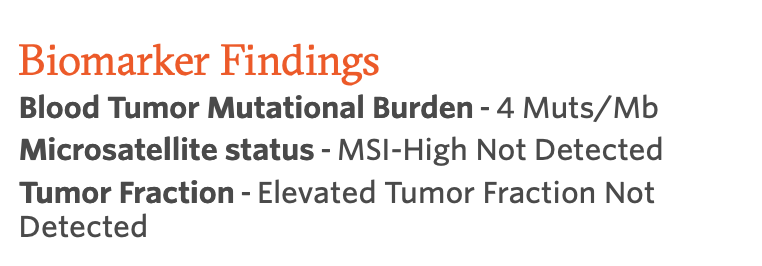 Biomarker Findings
Blood Tumor Mutational Burden - 4 Muts/Mb
Microsatellite status - MSI-High Not Detected
Tumor Fraction - Elevated Tumor Fraction Not
Detected